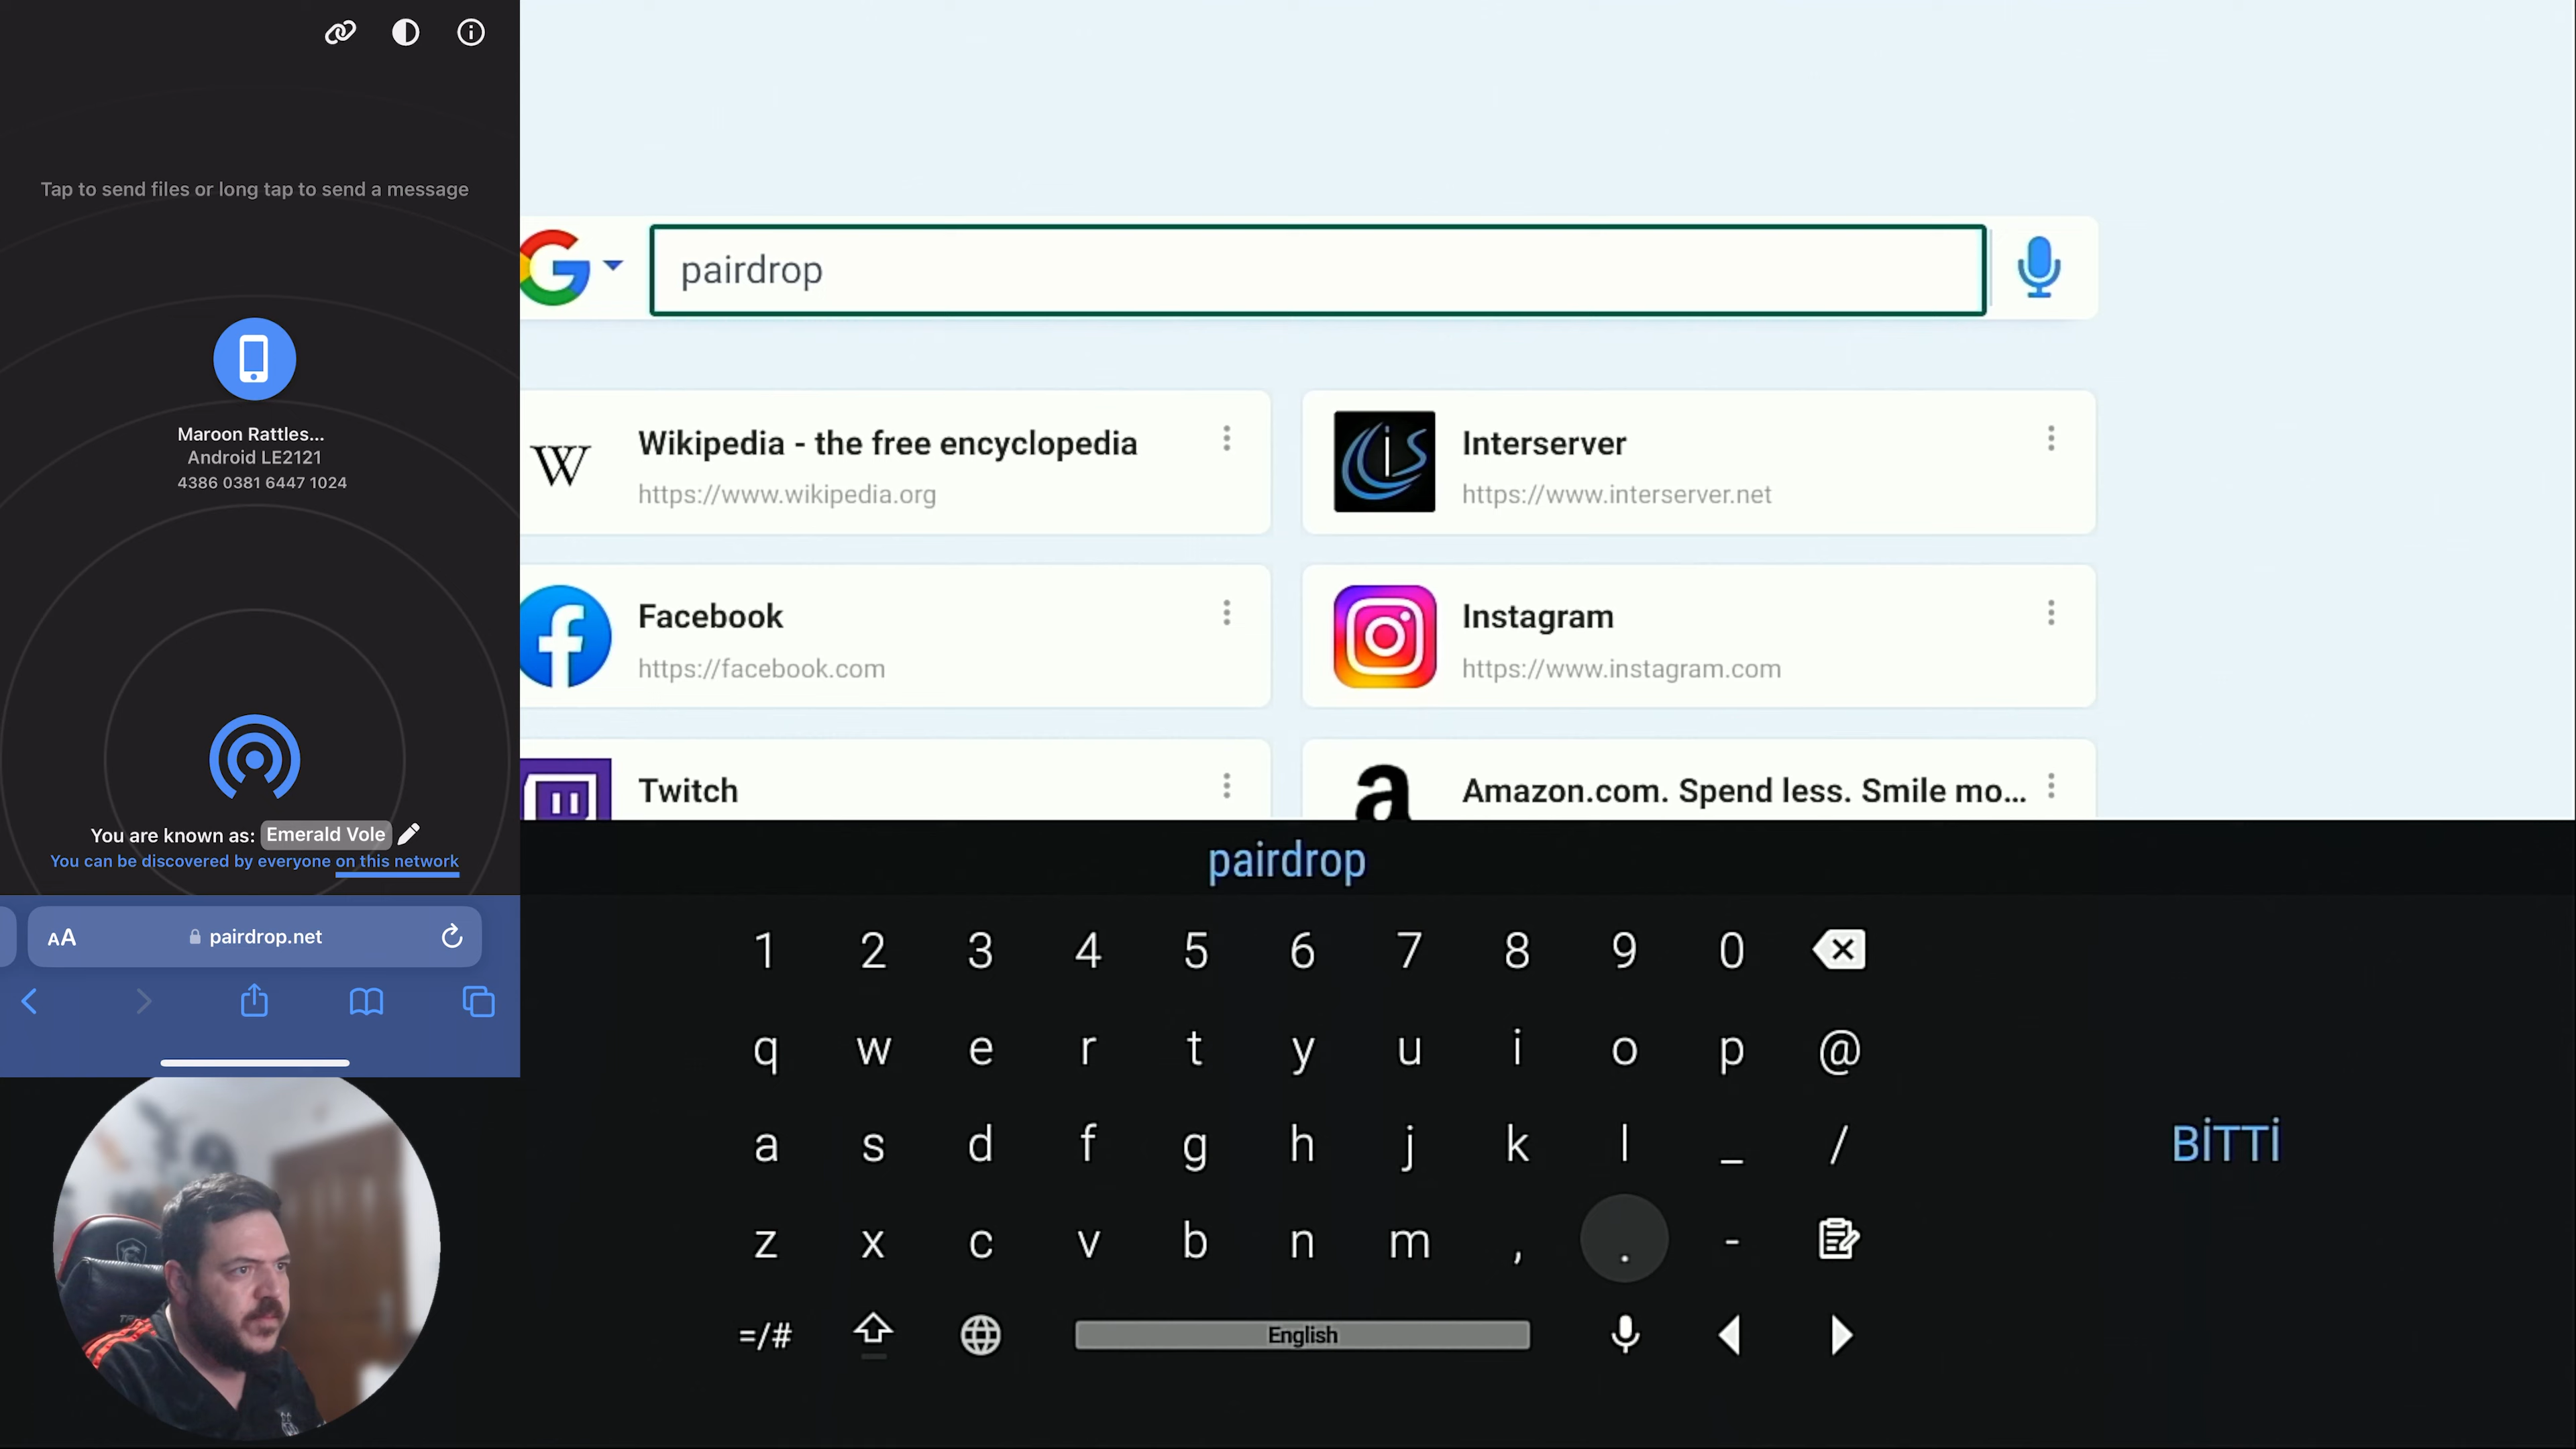 Tap to send files or long tap to send a message
Maroon Rattles...
Android LE2121
4386 0381 6447 1024
You are known as: Emerald Vole
You can be discovered by everyone on this network
AA pairdrop.net
pairdrop
W Wikipedia - the free encyclopedia
https://www.wikipedia.org
Interserver
https://www.interserver.net
Facebook
https://facebook.com
Instagram
https://www.instagram.com
Twitch
Amazon.com. Spend less. Smile mo...
pairdrop
1 2 3 4 5 6 7 8 9 0
q w e r t y u i o p @
a s d f g h j k l _ /
BİTTİ
z x c v b n m , . -
=/# English